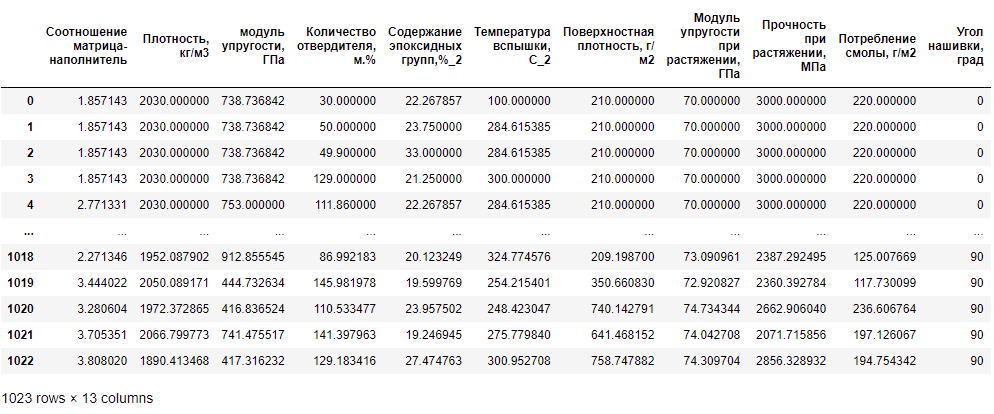 Соотношение матрица-наполнитель Плотность, кг/м3 модуль упругости, ГПа Количество отвердителя, м.% Содержание эпоксидных групп,%_2 Температура вспышки, С_2 Поверхностная плотность, г/м2 Модуль упругости при растяжении, ГПа Прочность при растяжении, МПа Потребление смолы, г/м2 Угол нашивки, град
0 1.857143 2030.000000 738.736842 30.000000 22.267857 100.000000 210.000000 70.000000 3000.000000 220.000000 0
1 1.857143 2030.000000 738.736842 50.000000 23.750000 284.615385 210.000000 70.000000 3000.000000 220.000000 0
2 1.857143 2030.000000 738.736842 49.900000 33.000000 284.615385 210.000000 70.000000 3000.000000 220.000000 0
3 1.857143 2030.000000 738.736842 129.000000 21.250000 300.000000 210.000000 70.000000 3000.000000 220.000000 0
4 2.771331 2030.000000 753.000000 111.860000 22.267857 284.615385 210.000000 70.000000 3000.000000 220.000000 0
... ... ... ... ... ... ... ... ... ... ... ...
1018 2.271346 1952.087902 912.855545 86.992183 20.123249 324.774576 209.198700 73.090961 2387.292495 125.007669 90
1019 3.444022 2050.089171 444.732634 145.981978 19.599769 254.215401 350.660830 72.920827 2360.392784 117.730099 90
1020 3.280604 1972.372865 416.836524 110.533477 23.957502 248.423047 740.142791 74.734344 2662.906040 236.606764 90
1021 3.705351 2066.799773 741.475517 141.397963 19.246945 275.779840 641.468152 74.042708 2071.715856 197.126067 90
1022 3.808020 1890.413468 417.316232 129.183416 27.474763 300.952708 758.747882 74.309704 2856.328932 194.754342 90
1023 rows × 13 columns